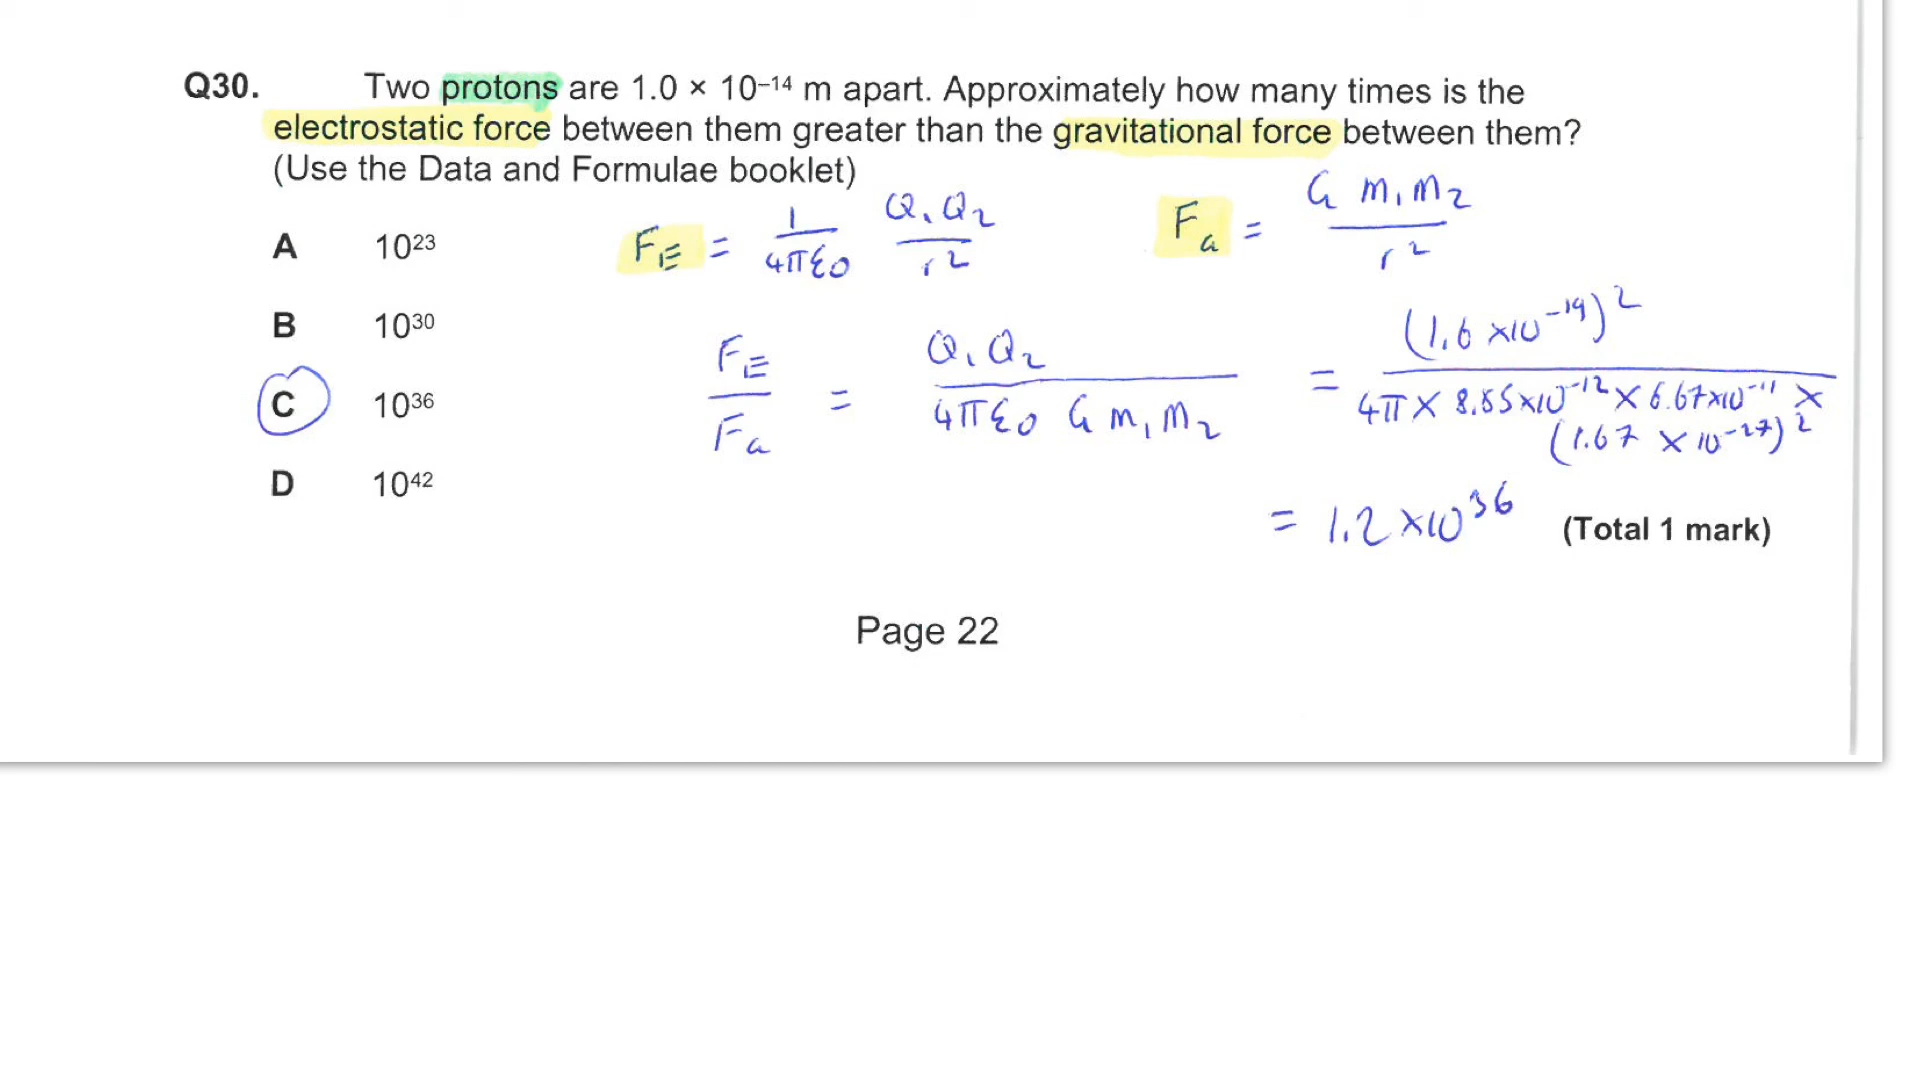 Q30. Two protons are 1.0 × 10⁻¹⁴ m apart. Approximately how many times is the
electrostatic force between them greater than the gravitational force between them?
(Use the Data and Formulae booklet)
F_E = 1/4πε0 Q₁Q₂/r²
F_G = G m₁m₂/r²
A 10²³
B 10³⁰
C 10³⁶
D 10⁴²
F_E/F_G = Q₁Q₂/4πε0 G m₁m₂ = (1.6 ×10⁻¹⁹)²/4π × 8.85×10⁻¹² × 6.67×10⁻¹¹ ×
(1.67 × 10⁻²⁷)²
= 1.2 ×10³⁶
(Total 1 mark)
Page 22